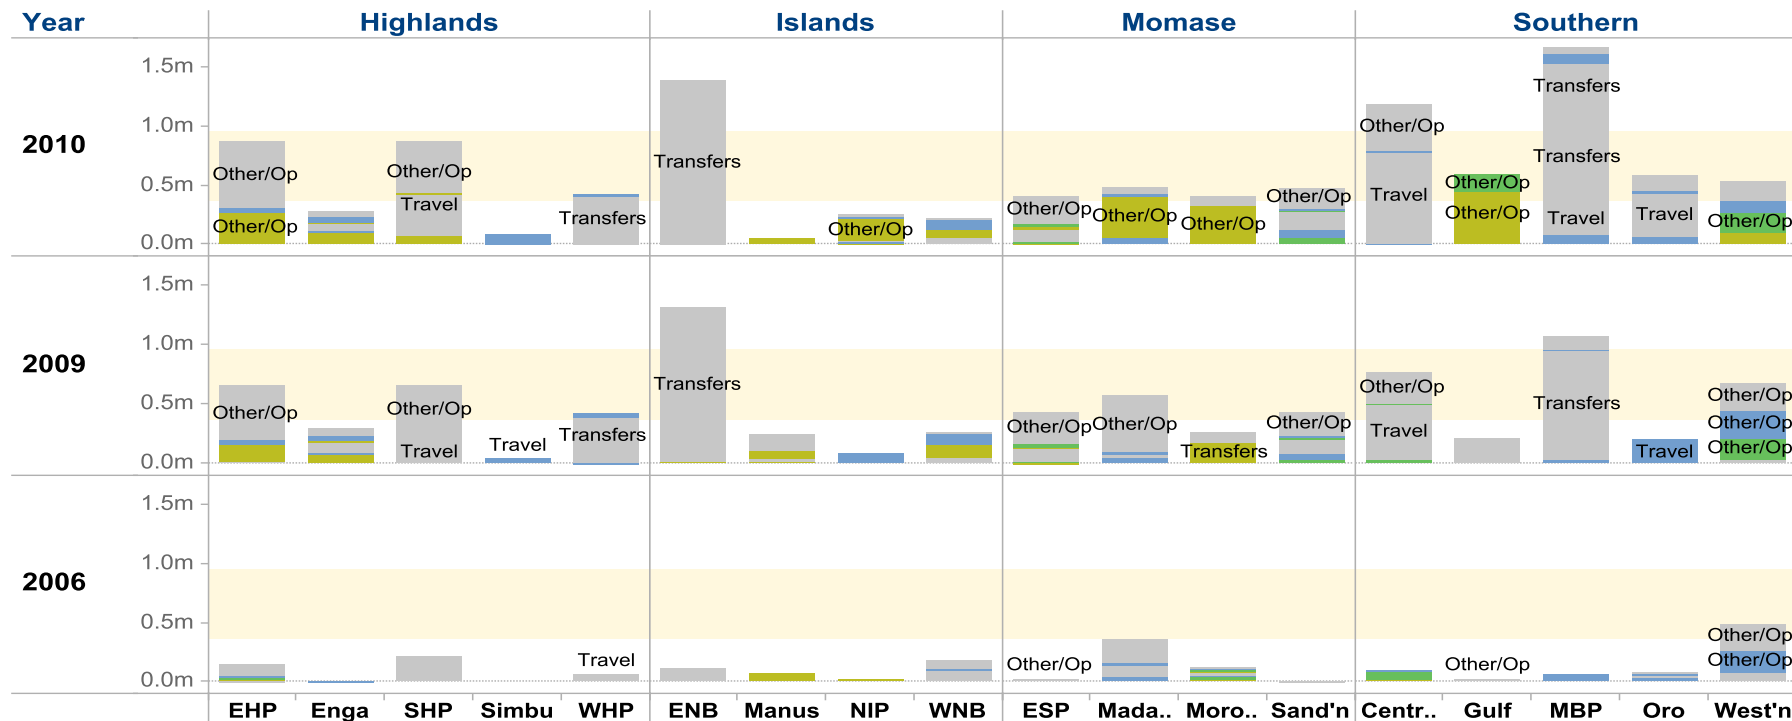 Year Highlands Islands Momase Southern
2010
1.5m
1.0m
0.5m
0.0m
Other/Op
Other/Op
Other/Op
Travel
Transfers
Transfers
Other/Op
Other/Op
Other/Op
Other/Op
Other/Op
Other/Op
Travel
Other/Op
Other/Op
Transfers
Transfers
Travel
Travel
Other/Op
2009
1.5m
1.0m
0.5m
0.0m
Other/Op
Other/Op
Travel
Travel
Transfers
Transfers
Other/Op
Other/Op
Transfers
Other/Op
Other/Op
Travel
Transfers
Travel
Other/Op
Other/Op
Other/Op
2006
1.5m
1.0m
0.5m
0.0m
Travel
Other/Op
Other/Op
Other/Op
Other/Op
EHP Enga SHP Simbu WHP ENB Manus NIP WNB ESP Mada.. Moro.. Sand'n Centr.. Gulf MBP Oro West'n